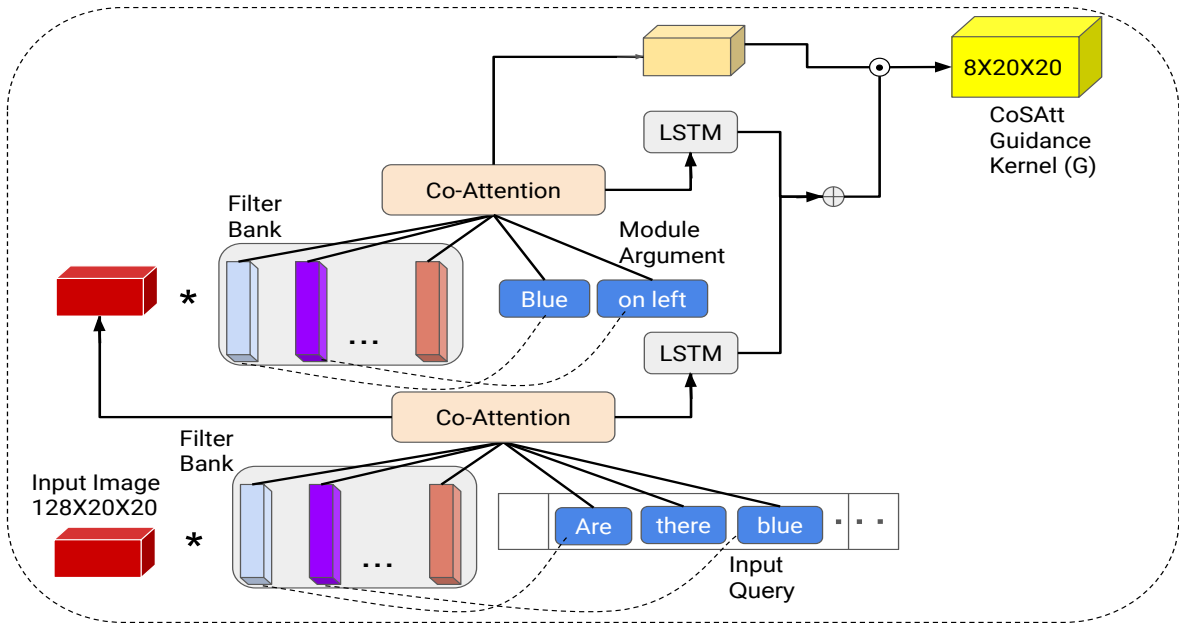 8X20X20
CoSAtt
Guidance
Kernel (G)
LSTM
Co-Attention
Filter
Bank
Module
Argument
*
Blue
on left
...
LSTM
Co-Attention
Filter
Bank
Input Image
128X20X20
*
Are
there
blue
...
...
Input
Query